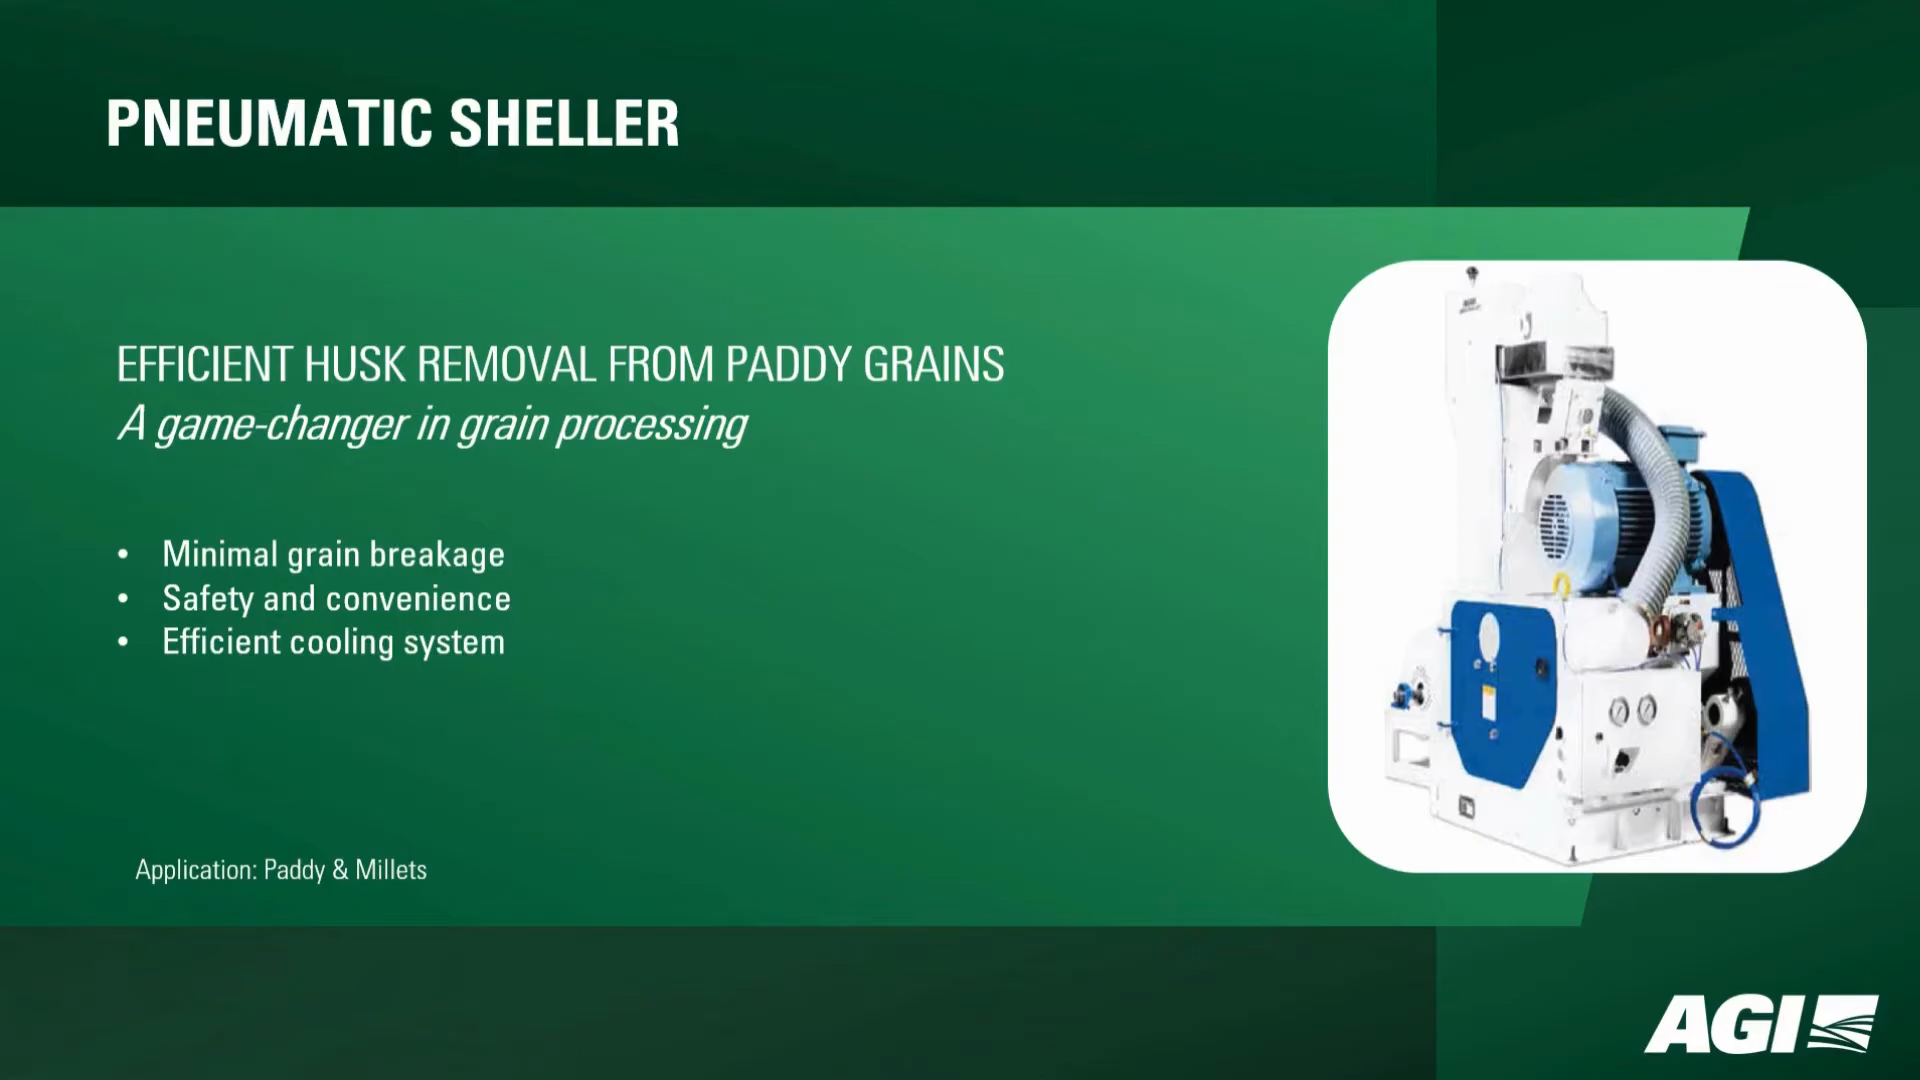 PNEUMATIC SHELLER
EFFICIENT HUSK REMOVAL FROM PADDY GRAINS
A game-changer in grain processing
• Minimal grain breakage
• Safety and convenience
• Efficient cooling system
Application: Paddy & Millets
AGI